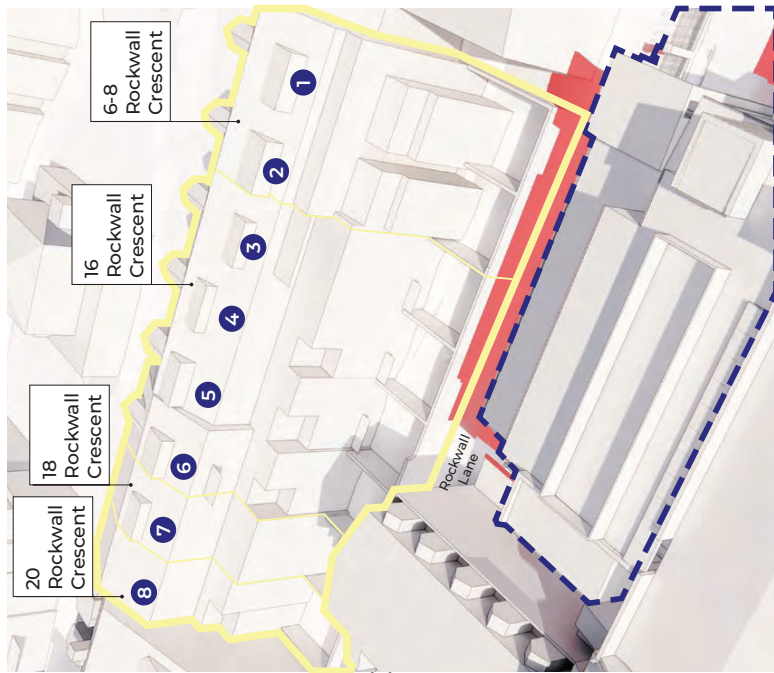 20
Rockwall
Crescent
18
Rockwall
Crescent
16
Rockwall
Crescent
6-8
Rockwall
Crescent
8
7
6
5
4
3
2
1
Rockwall
Lane